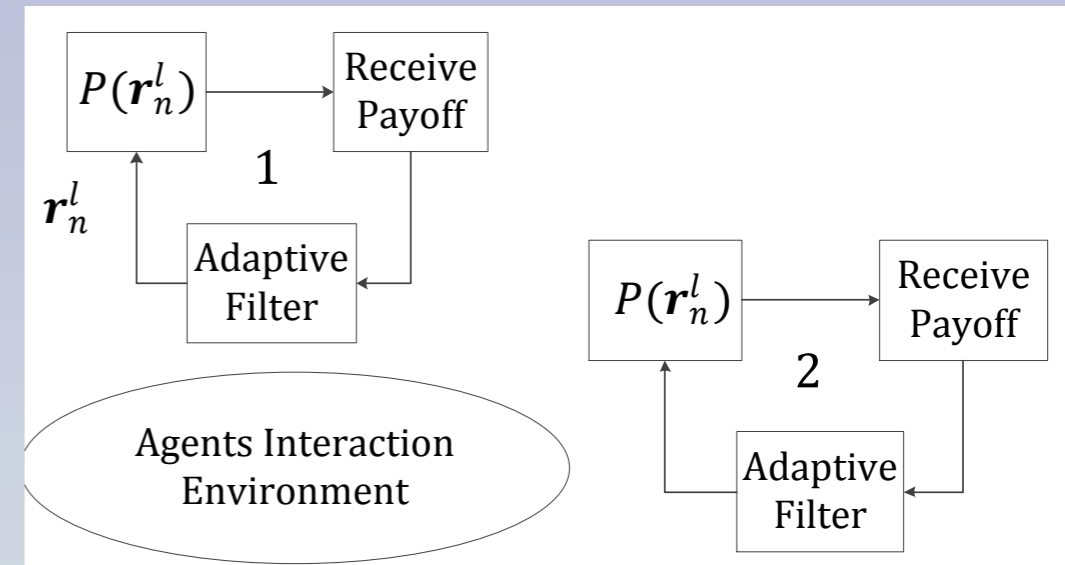 P(r_n^l)
Receive
Payoff
1
r_n^l
Adaptive
Filter
P(r_n^l)
Receive
Payoff
2
Adaptive
Filter
Agents Interaction
Environment